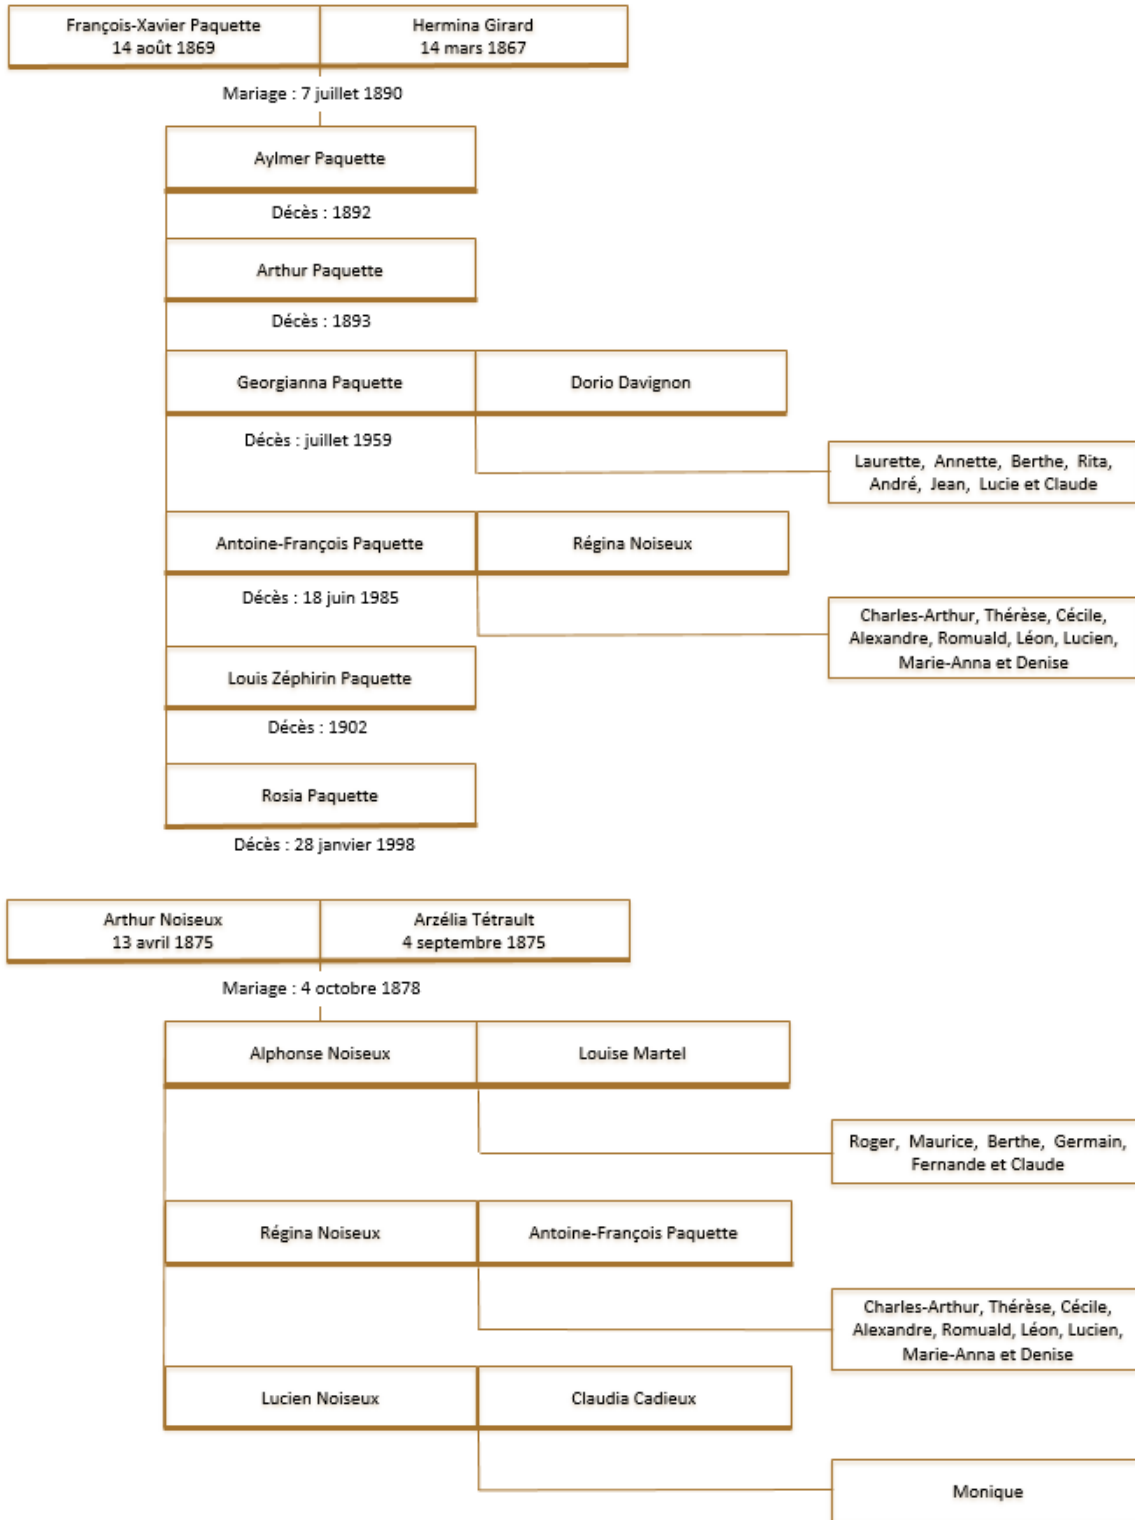 François-Xavier Paquette
14 août 1869
Hermina Girard
14 mars 1867
Mariage : 7 juillet 1890
Aylmer Paquette
Décès : 1892
Arthur Paquette
Décès : 1893
Georgianna Paquette
Dorio Davignon
Décès : juillet 1959
Laurette, Annette, Berthe, Rita,
André, Jean, Lucie et Claude
Antoine-François Paquette
Régina Noiseux
Décès : 18 juin 1985
Charles-Arthur, Thérèse, Cécile,
Alexandre, Romuald, Léon, Lucien,
Marie-Anna et Denise
Louis Zéphirin Paquette
Décès : 1902
Rosia Paquette
Décès : 28 janvier 1998
Arthur Noiseux
13 avril 1875
Arzélia Tétrault
4 septembre 1875
Mariage : 4 octobre 1878
Alphonse Noiseux
Louise Martel
Roger, Maurice, Berthe, Germain,
Fernande et Claude
Régina Noiseux
Antoine-François Paquette
Charles-Arthur, Thérèse, Cécile,
Alexandre, Romuald, Léon, Lucien,
Marie-Anna et Denise
Lucien Noiseux
Claudia Cadieux
Monique